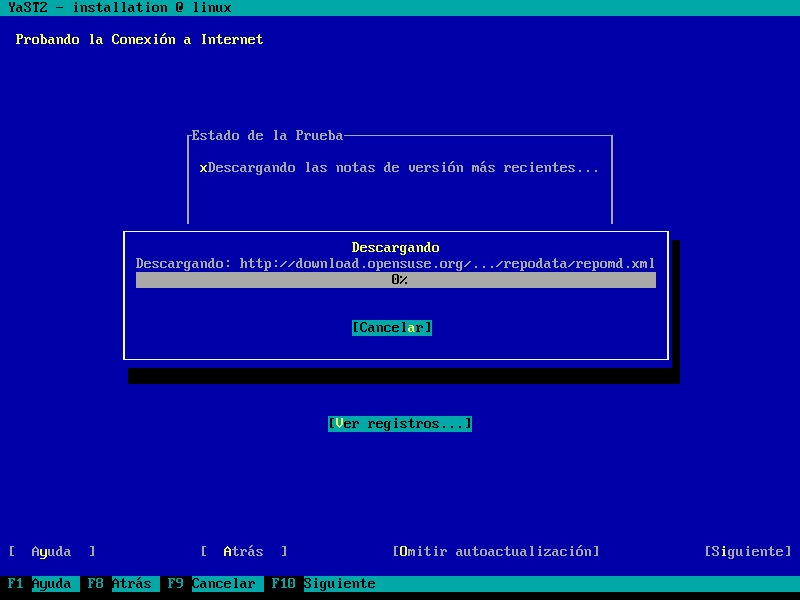 YaST2 - installation @ linux
Probando la Conexión a Internet
Estado de la Prueba
xDescargando las notas de versión más recientes...
Descargando
Descargando: http://download.opensuse.org/.../repodata/repomd.xml
0%
[Cancelar]
[Ver registros...]
[ Ayuda ] [ Atrás ] [Omitir autoactualización] [Siguiente]
F1 Ayuda F8 Atrás F9 Cancelar F10 Siguiente